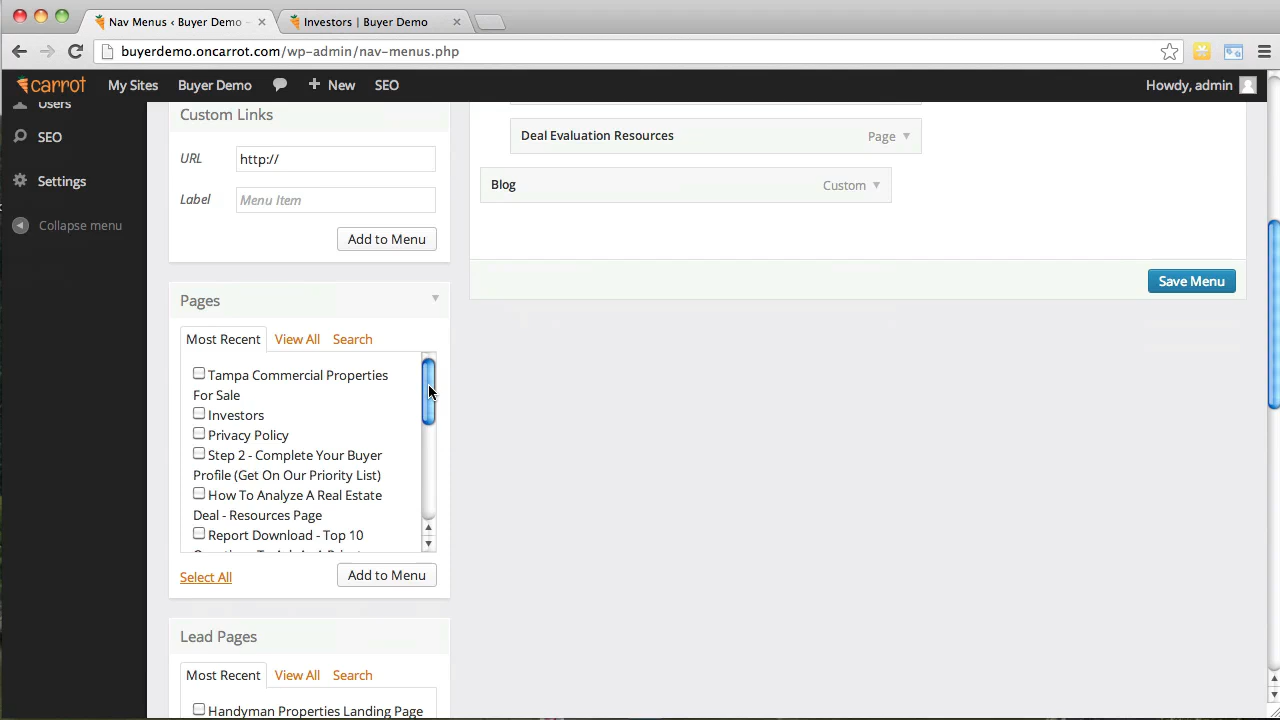 Nav Menus ‹ Buyer Demo
Investors | Buyer Demo
buyerdemo.oncarrot.com/wp-admin/nav-menus.php
carrot My Sites Buyer Demo New SEO Howdy, admin
Users
SEO
Settings
Collapse menu
Custom Links
URL http://
Label Menu Item
Add to Menu
Pages
Most Recent View All Search
Tampa Commercial Properties
For Sale
Investors
Privacy Policy
Step 2 - Complete Your Buyer
Profile (Get On Our Priority List)
How To Analyze A Real Estate
Deal - Resources Page
Report Download - Top 10
Select All Add to Menu
Lead Pages
Most Recent View All Search
Handyman Properties Landing Page
Deal Evaluation Resources Page
Blog Custom
Save Menu